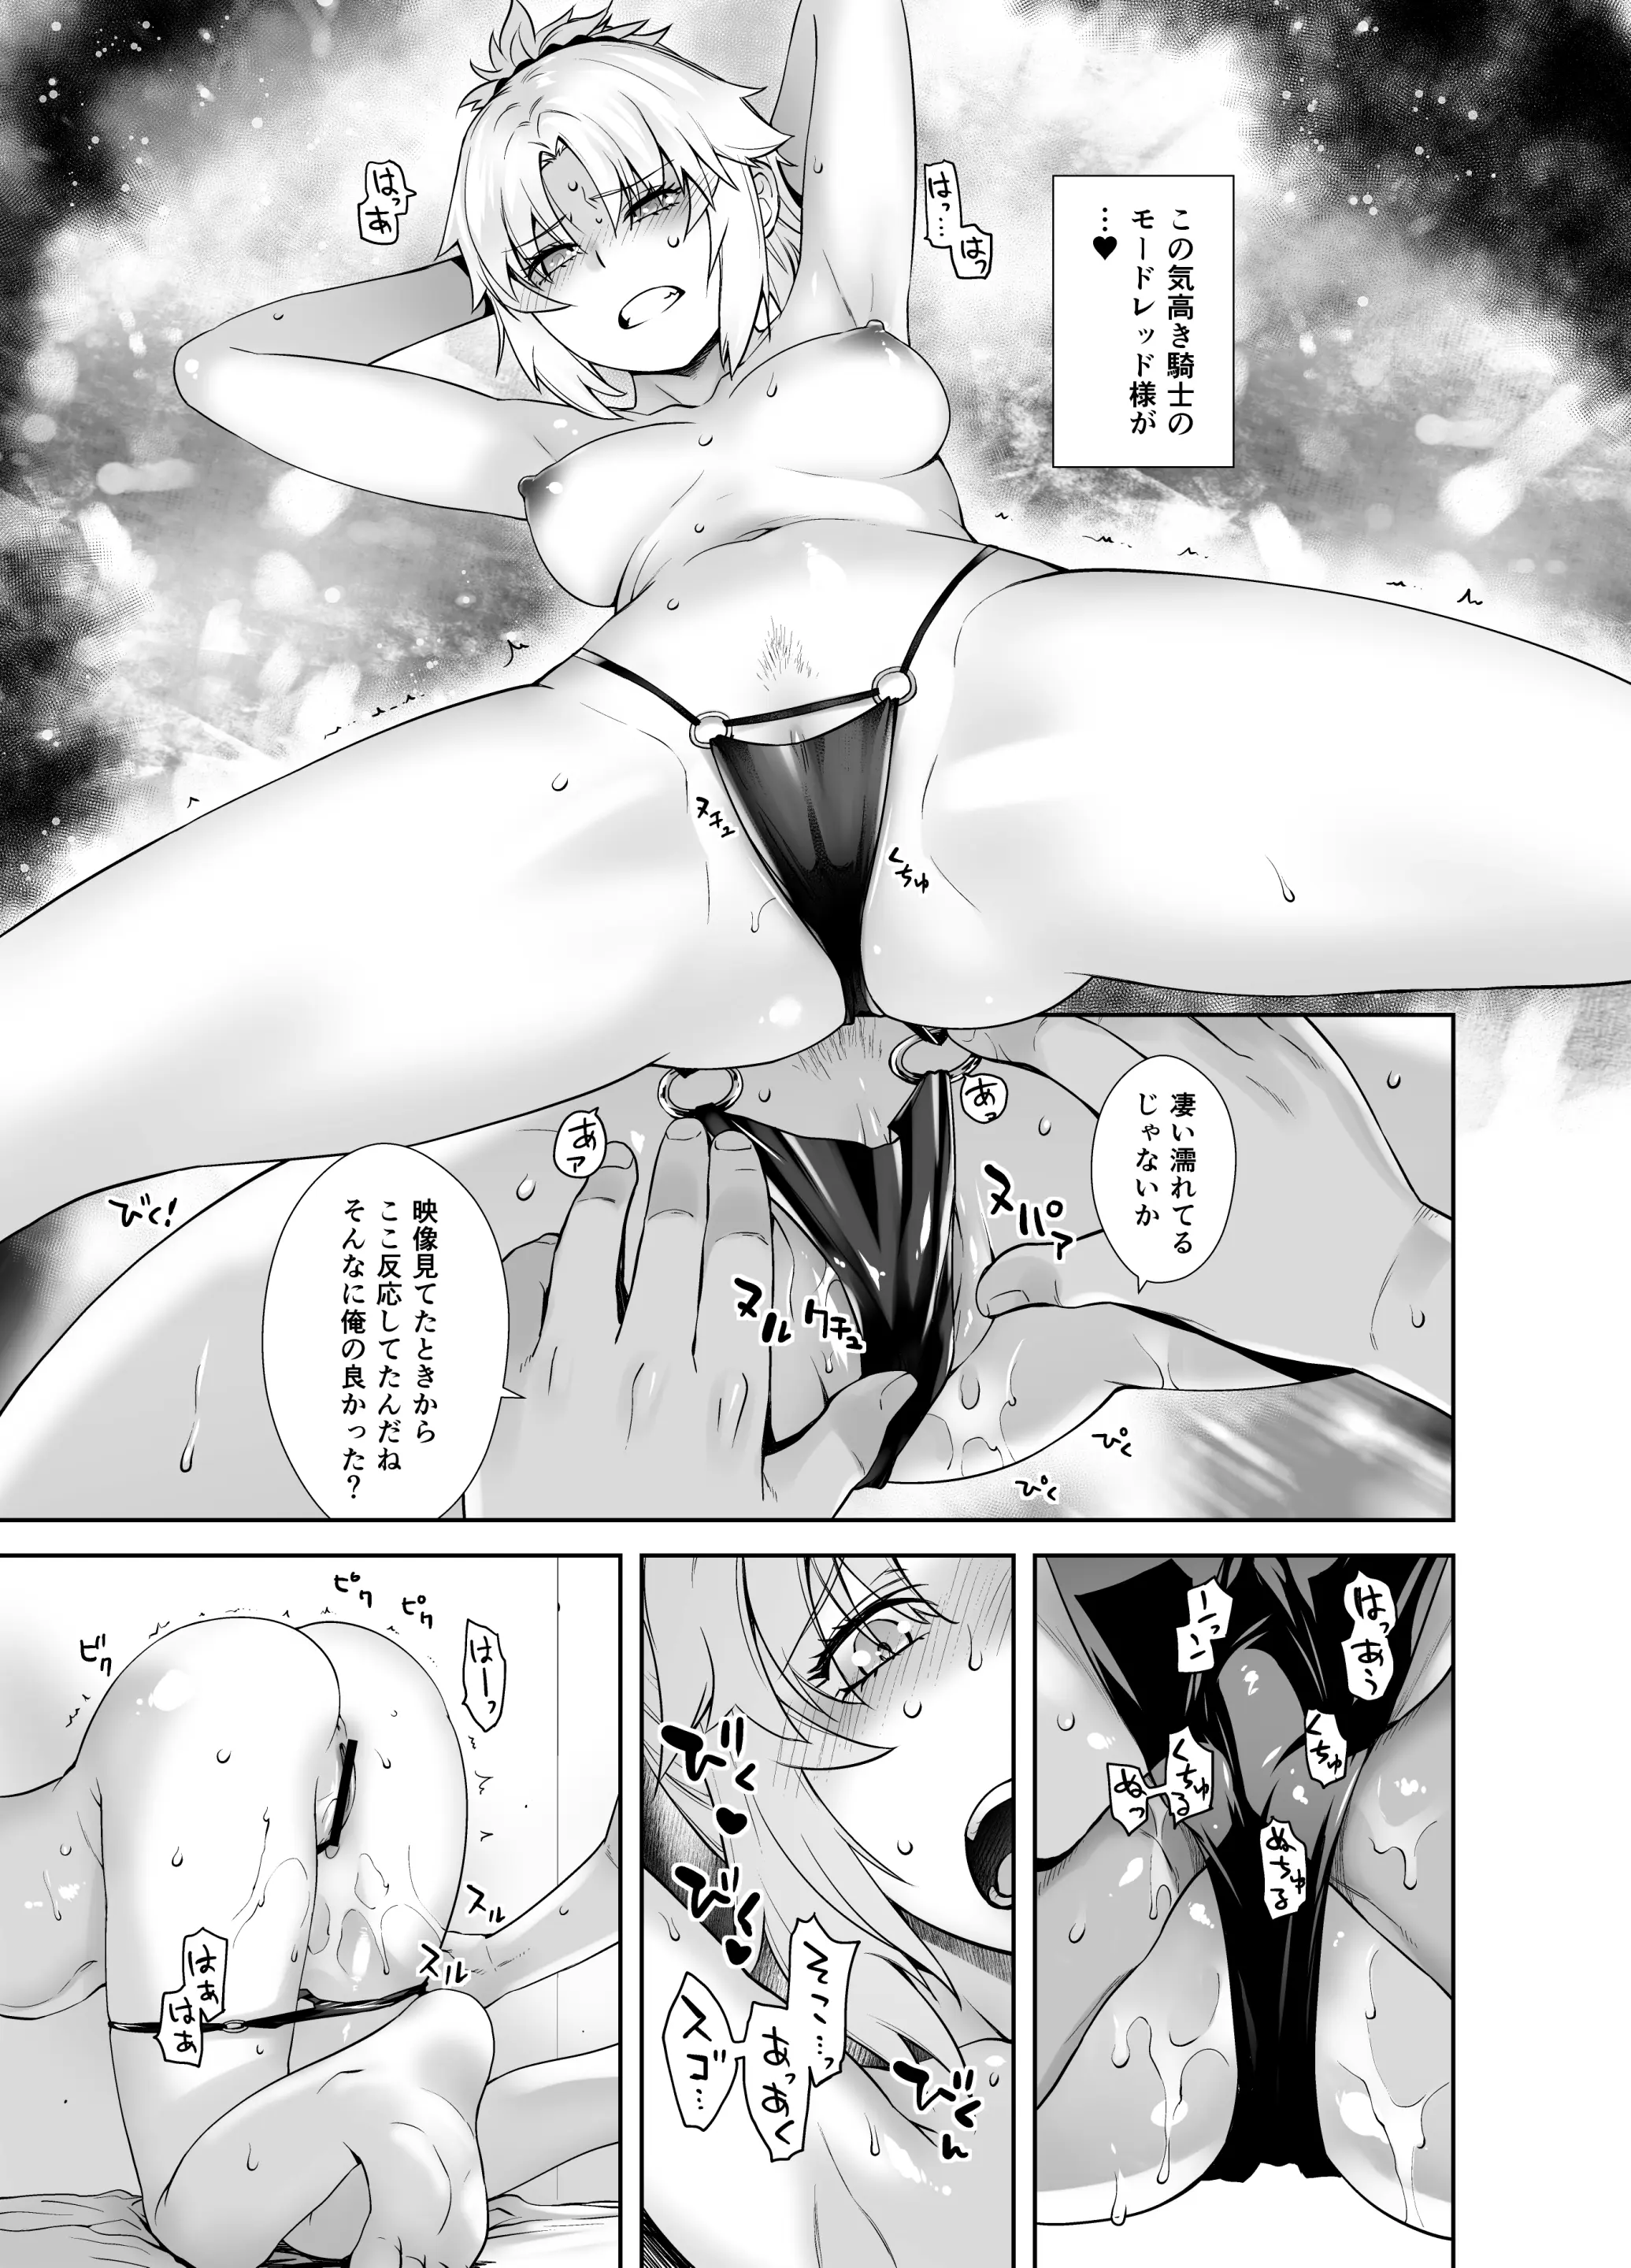 この気高き騎士の
モードレッド様が
…♥
はっ…
はっ
はっ
あ
ヌチュ
くちゅ
凄い濡れてる
じゃないか
あっ
あァ
ヌパァ
ヌル
クチュ
映像見てたときから
ここ反応してたんだね
そんなに俺の良かった?
びく!
ぴく
ぴく
はっあぅ
ーっン
くちゅ
くちゅる
ぬっ
ぬちゅる
びくっ♥
びくっ♥
そこ…っ
あっあく
スゴ…
びくん
はーっ
ピク
ピク
ビク
スル
スル
はぁ
はあ